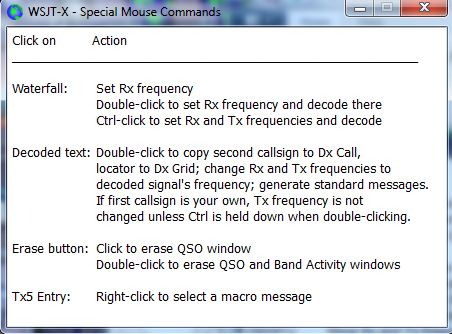 WSJT-X - Special Mouse Commands
Click on Action
Waterfall: Set Rx frequency
Double-click to set Rx frequency and decode there
Ctrl-click to set Rx and Tx frequencies and decode
Decoded text: Double-click to copy second callsign to Dx Call,
locator to Dx Grid; change Rx and Tx frequencies to
decoded signal's frequency; generate standard messages.
If first callsign is your own, Tx frequency is not
changed unless Ctrl is held down when double-clicking.
Erase button: Click to erase QSO window
Double-click to erase QSO and Band Activity windows
Tx5 Entry: Right-click to select a macro message